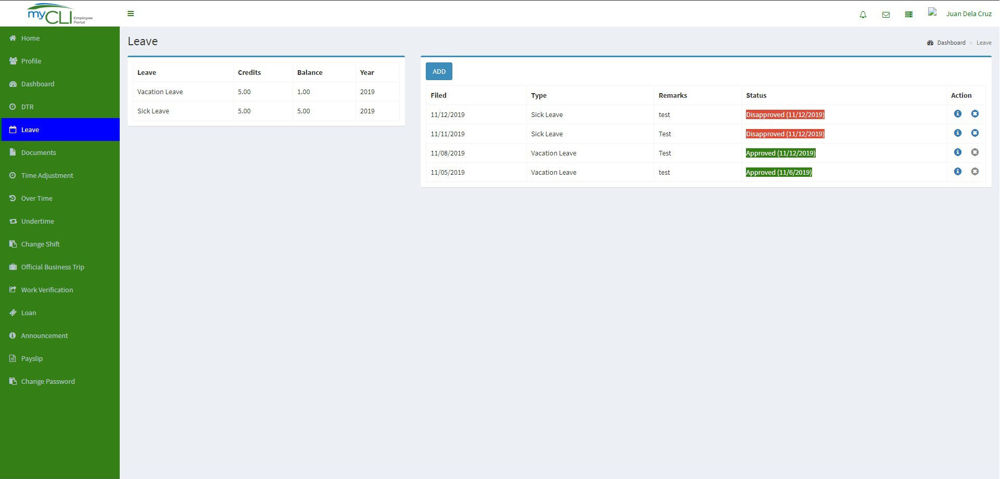 myCLI Employee Portal
Juan Dela Cruz
Home
Profile
Dashboard
DTR
Leave
Documents
Time Adjustment
Over Time
Undertime
Change Shift
Official Business Trip
Work Verification
Loan
Announcement
Payslip
Change Password
Leave
Dashboard > Leave
Leave Credits Balance Year
Vacation Leave 5.00 1.00 2019
Sick Leave 5.00 5.00 2019
ADD
Filed Type Remarks Status Action
11/12/2019 Sick Leave test Disapproved (11/12/2019)
11/11/2019 Sick Leave Test Disapproved (11/12/2019)
11/08/2019 Vacation Leave Test Approved (11/12/2019)
11/05/2019 Vacation Leave test Approved (11/6/2019)